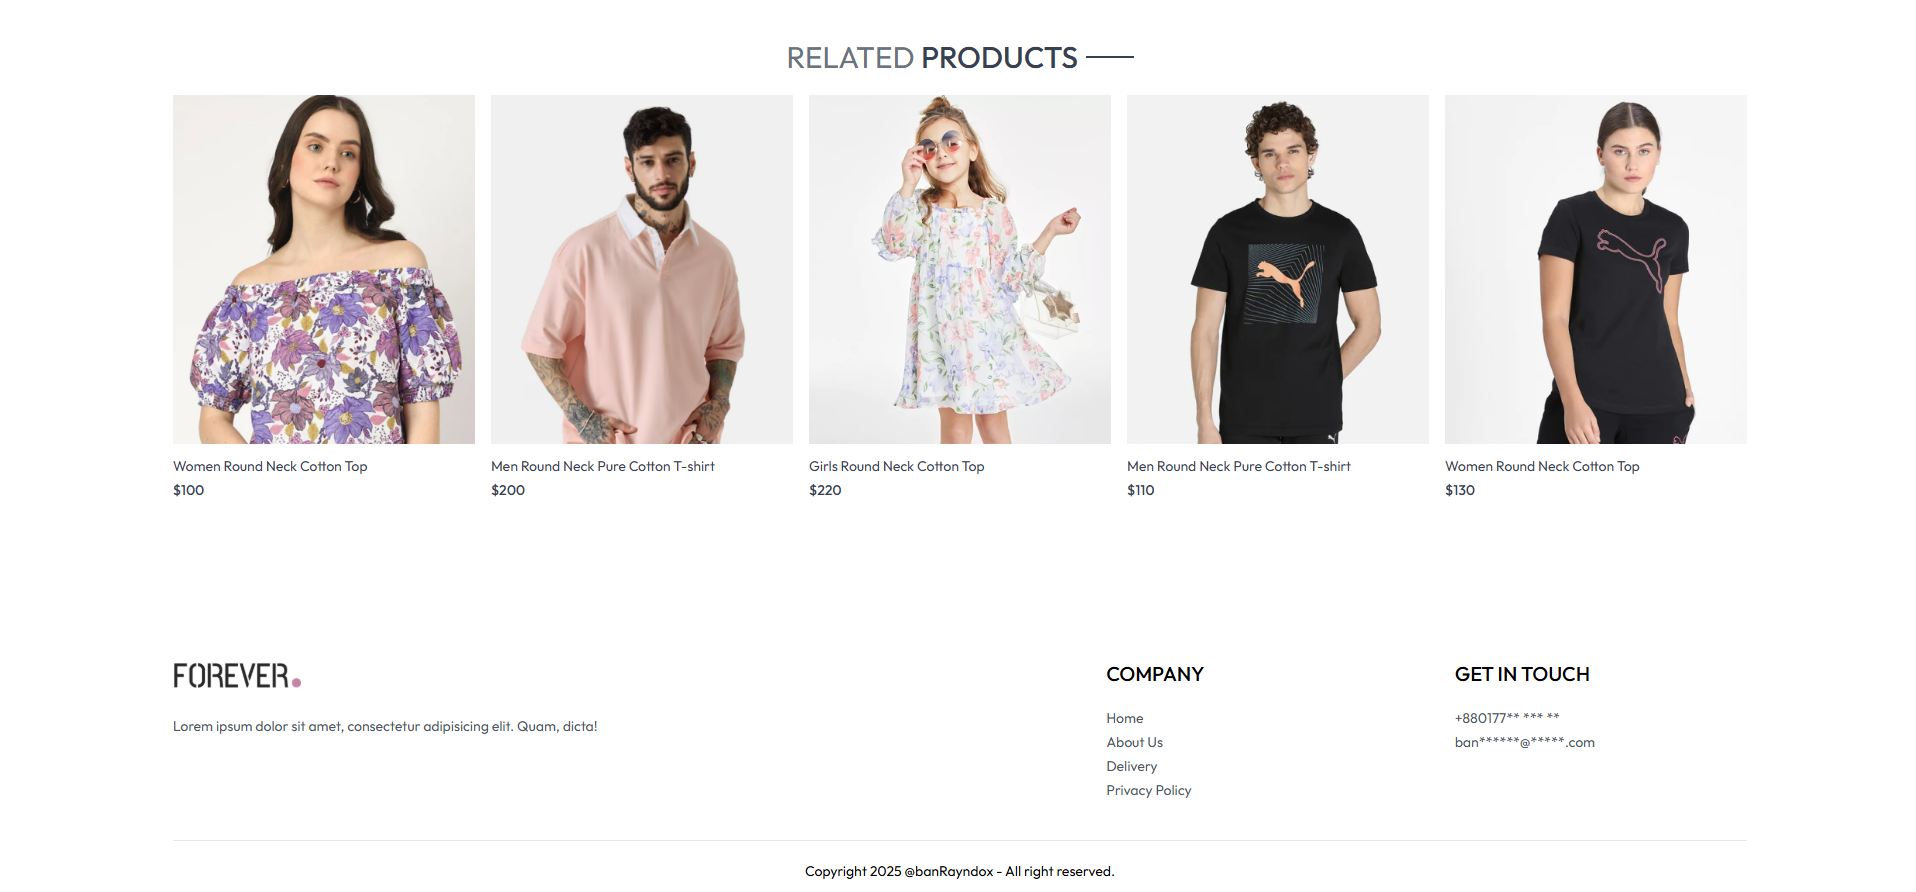 RELATED PRODUCTS
Women Round Neck Cotton Top
$100
Men Round Neck Pure Cotton T-shirt
$200
Girls Round Neck Cotton Top
$220
Men Round Neck Pure Cotton T-shirt
$110
Women Round Neck Cotton Top
$130
FOREVER.
Lorem ipsum dolor sit amet, consectetur adipisicing elit. Quam, dicta!
COMPANY
Home
About Us
Delivery
Privacy Policy
GET IN TOUCH
+880177** *** **
ban******@*****.com
Copyright 2025 @banRayndox - All right reserved.